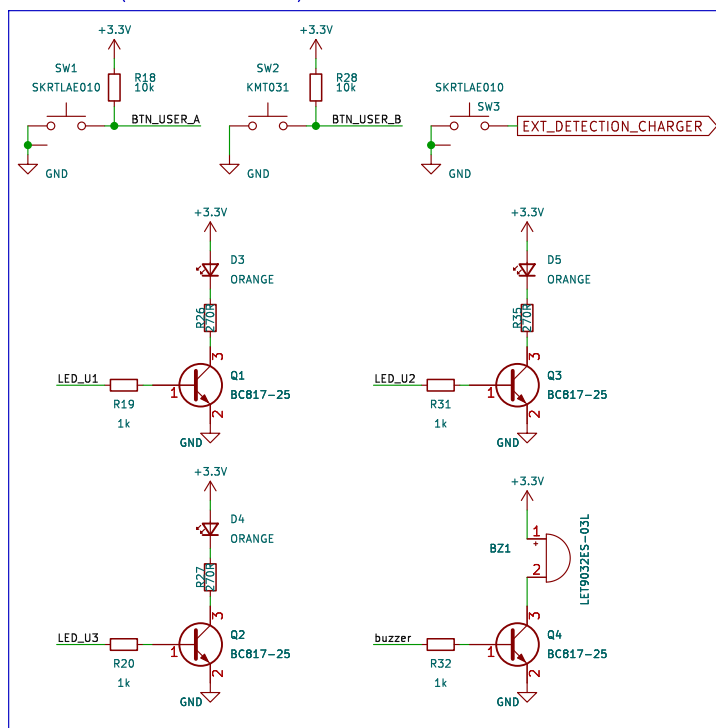 +3.3V
+3.3V
SW1
SKRTLAE010
R18
10k
SW2
KMT031
R28
10k
SKRTLAE010
SW3
BTN_USER_A
BTN_USER_B
EXT_DETECTION_CHARGER
GND
GND
GND
+3.3V
+3.3V
D3
ORANGE
D5
ORANGE
R26
270R
R35
270R
3
3
LED_U1
1
Q1
BC817-25
LED_U2
1
Q3
BC817-25
R19
1k
2
R31
1k
2
GND
GND
+3.3V
+3.3V
D4
ORANGE
1
+
BZ1
2
LET9032ES-03L
R27
270R
3
3
LED_U3
1
Q2
BC817-25
buzzer
1
Q4
BC817-25
R20
1k
2
R32
1k
2
GND
GND